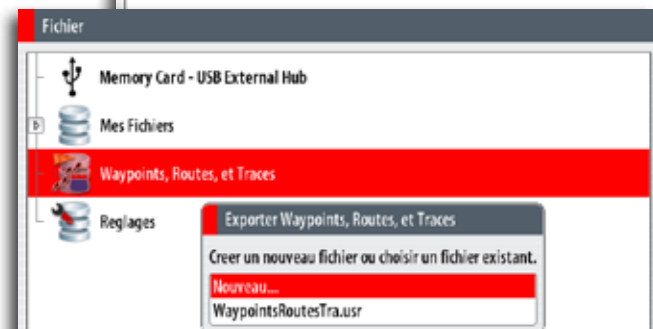 Fichier
Memory Card - USB External Hub
Mes Fichiers
Waypoints, Routes, et Traces
Reglages
Exporter Waypoints, Routes, et Traces
Creer un nouveau fichier ou choisir un fichier existant.
Nouveau...
WaypointsRoutesTra.usr